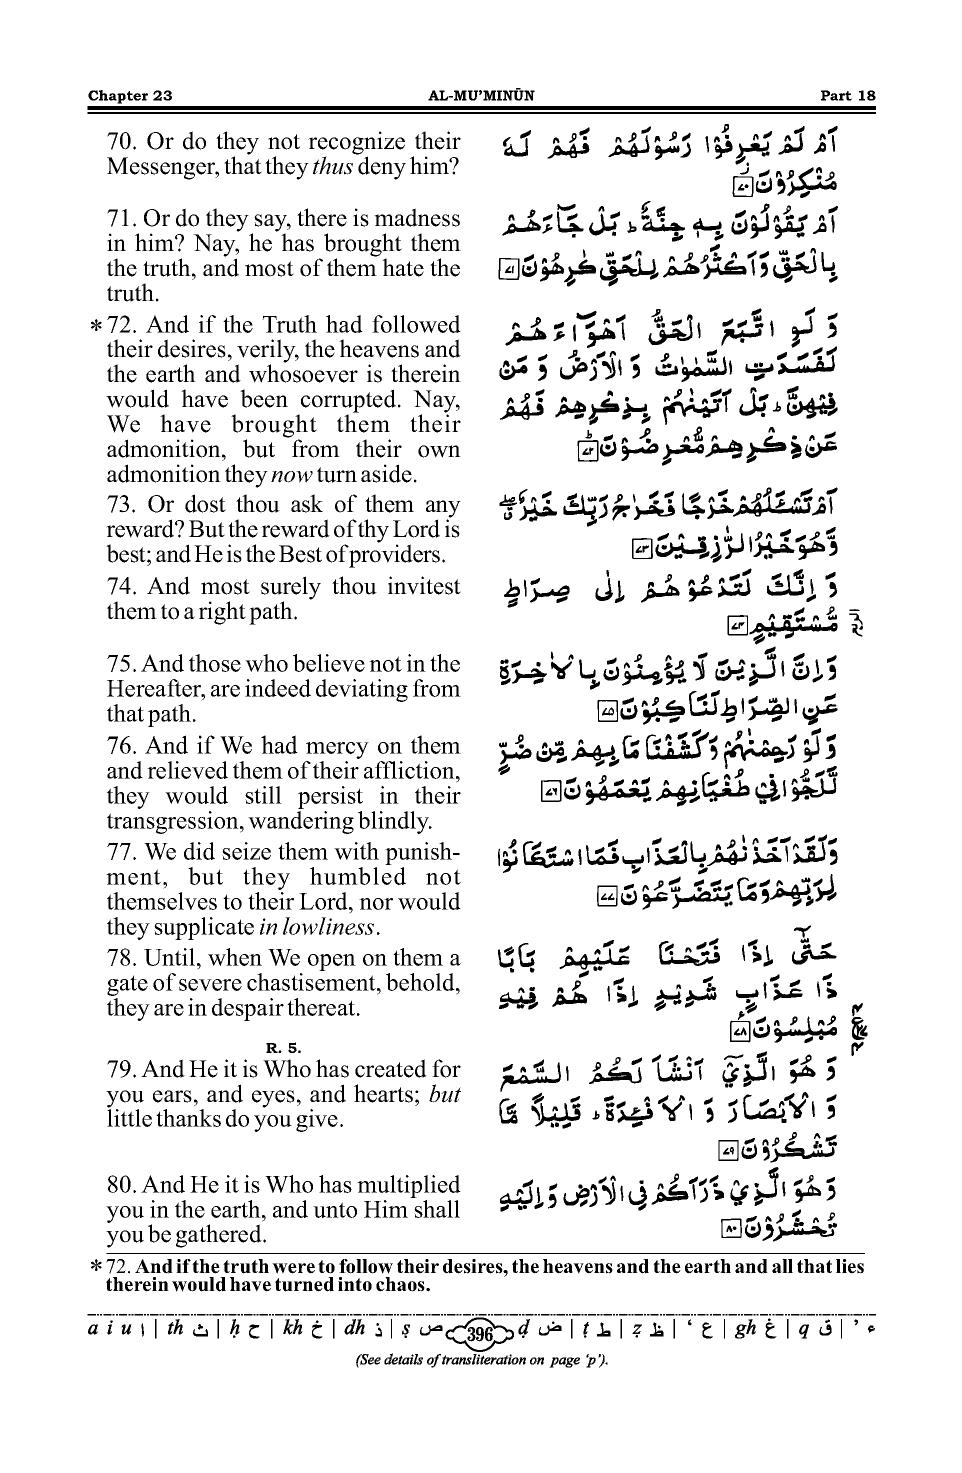 Chapter 23 AL-MU’MINŪN Part 18
70. Or do they not recognize their
Messenger, that they thus deny him?
اَمْ لَمْ يَعْرِفُوْا رَسُوْلَهُمْ فَهُمْ لَهٗ
مُنْكِرُوْنَ ۷۰
71. Or do they say, there is madness
in him? Nay, he has brought them
the truth, and most of them hate the
truth.
اَمْ يَقُوْلُوْنَ بِهٖ جِنَّةٌ ؕ بَلْ جَآءَهُمْ
بِالْحَقِّ وَاَكْثَرُهُمْ لِلْحَقِّ كٰرِهُوْنَ ۷۱
* 72. And if the Truth had followed
their desires, verily, the heavens and
the earth and whosoever is therein
would have been corrupted. Nay,
We have brought them their
admonition, but from their own
admonition they now turn aside.
وَ لَوِ اتَّبَعَ الْحَقُّ اَهْوَآءَهُمْ
لَفَسَدَتِ السَّمٰوٰتُ وَ الْاَرْضُ وَ مَنْ
فِيْهِنَّ ؕ بَلْ اَتَيْنٰهُمْ بِذِكْرِهِمْ فَهُمْ
عَنْ ذِكْرِهِمْ مُّعْرِضُوْنَ ۷۲
73. Or dost thou ask of them any
reward? But the reward of thy Lord is
best; and He is the Best of providers.
اَمْ تَسْـَٔلُهُمْ خَرْجًا فَخَرَاجُ رَبِّكَ خَيْرٌ
وَّهُوَ خَيْرُ الرّٰزِقِيْنَ ۷۳
74. And most surely thou invitest
them to a right path.
وَ اِنَّكَ لَتَدْعُوْهُمْ اِلٰى صِرَاطٍ
مُّسْتَقِيْمٍ ۷۴
75. And those who believe not in the
Hereafter, are indeed deviating from
that path.
وَاِنَّ الَّذِيْنَ لَا يُؤْمِنُوْنَ بِالْاٰخِرَةِ
عَنِ الصِّرَاطِ لَنَاكِبُوْنَ ۷۵
76. And if We had mercy on them
and relieved them of their affliction,
they would still persist in their
transgression, wandering blindly.
وَلَوْ رَحِمْنٰهُمْ وَكَشَفْنَا مَا بِهِمْ مِّنْ ضُرٍّ
لَّلَجُّوْا فِيْ طُغْيَانِهِمْ يَعْمَهُوْنَ ۷۶
77. We did seize them with punish-
ment, but they humbled not
themselves to their Lord, nor would
they supplicate in lowliness.
وَلَقَدْ اَخَذْنٰهُمْ بِالْعَذَابِ فَمَا اسْتَكَانُوْا
لِرَبِّهِمْ وَمَا يَتَضَرَّعُوْنَ ۷۷
78. Until, when We open on them a
gate of severe chastisement, behold,
they are in despair thereat.
حَتّٰۤى اِذَا فَتَحْنَا عَلَيْهِمْ بَابًا
ذَا عَذَابٍ شَدِيْدٍ اِذَا هُمْ فِيْهِ
مُبْلِسُوْنَ ۷۸
R. 5.
79. And He it is Who has created for
you ears, and eyes, and hearts; but
little thanks do you give.
وَ هُوَ الَّذِيْۤ اَنْشَاَ لَكُمُ السَّمْعَ
وَ الْاَبْصَارَ وَ الْاَفْـِٕدَةَ ؕ قَلِيْلًا مَّا
تَشْكُرُوْنَ ۷۹
80. And He it is Who has multiplied
you in the earth, and unto Him shall
you be gathered.
وَ هُوَ الَّذِيْ ذَرَاَكُمْ فِى الْاَرْضِ وَ اِلَيْهِ
تُحْشَرُوْنَ ۸۰
* 72. And if the truth were to follow their desires, the heavens and the earth and all that lies
therein would have turned into chaos.
a i u ا | th ث | ḥ ح | kh خ | dh ذ | ṣ ص 396 ḍ ض | ṭ ط | ẓ ظ | ‘ ع | gh غ | q ق | ’ ء
(See details of transliteration on page ‘p’).